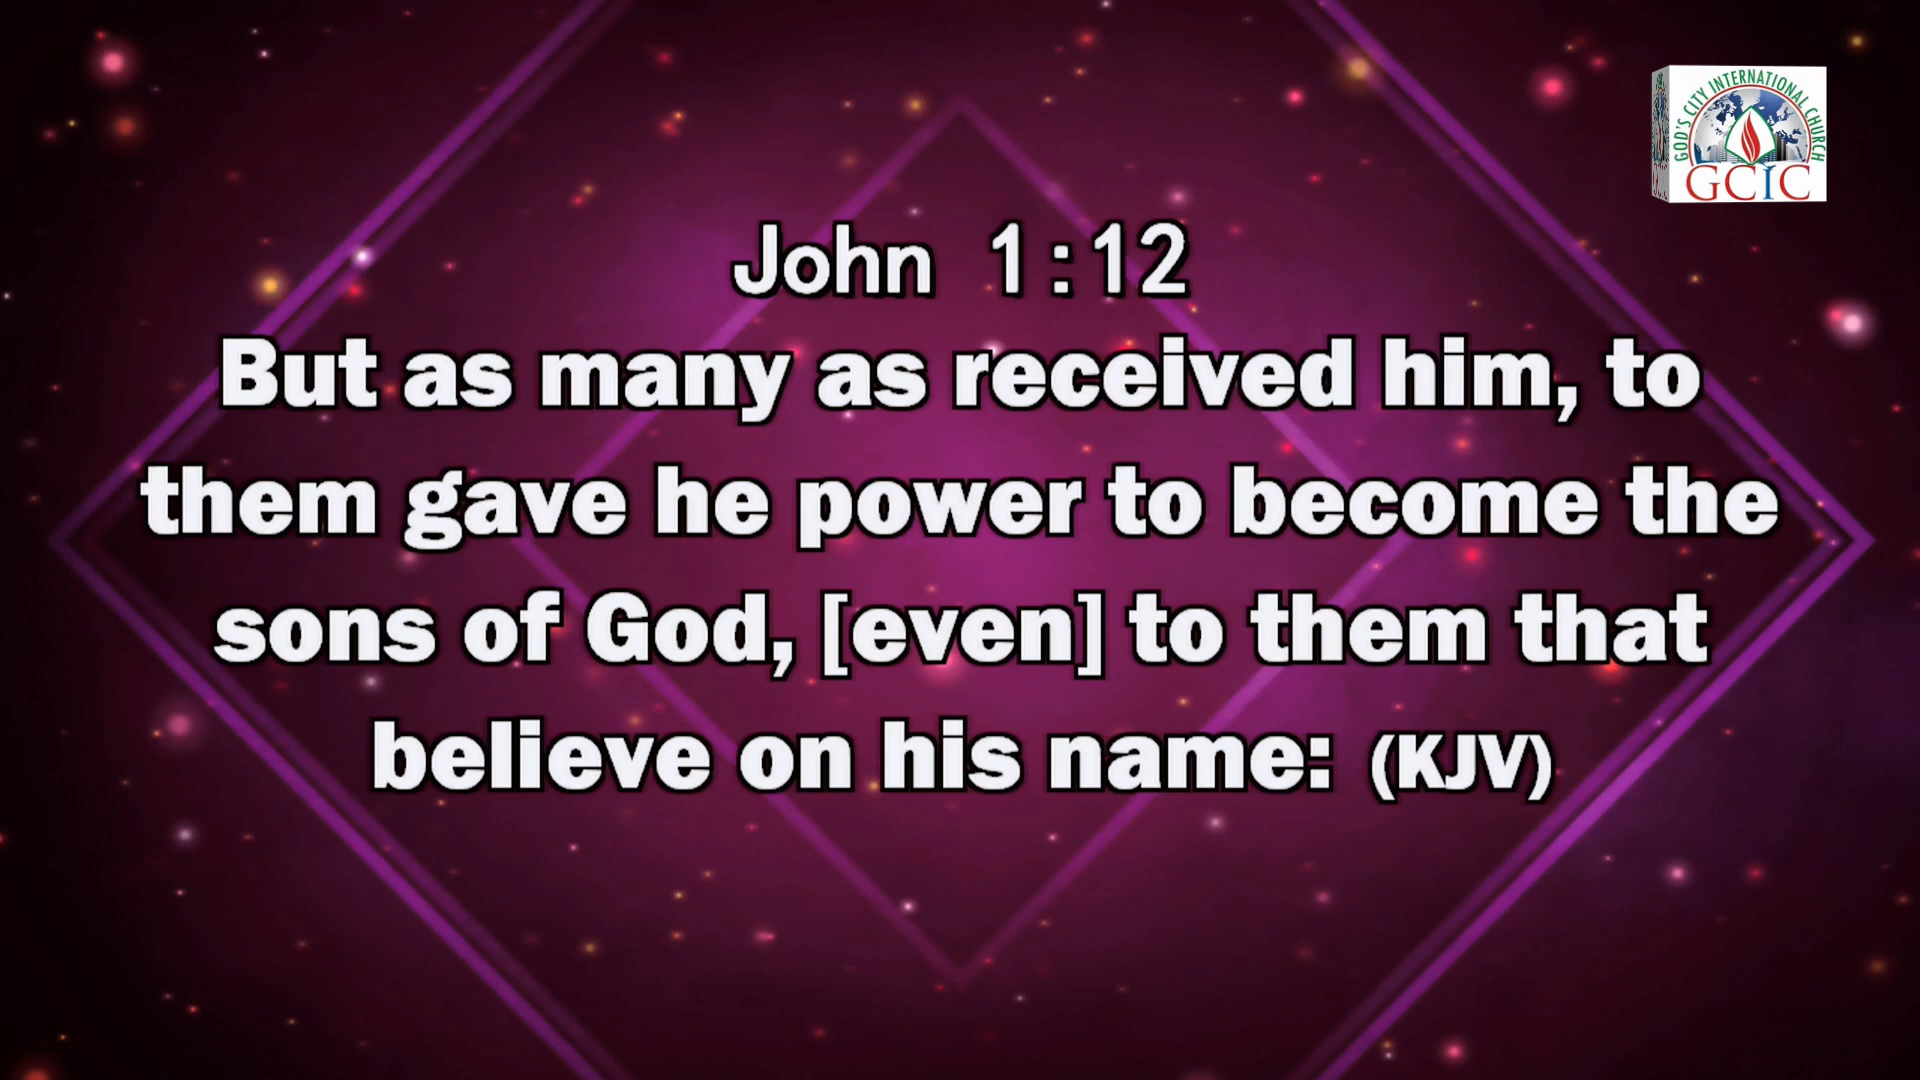 GOD'S CITY INTERNATIONAL CHURCH
GCIC
John 1:12
But as many as received him, to
them gave he power to become the
sons of God, [even] to them that
believe on his name: (KJV)